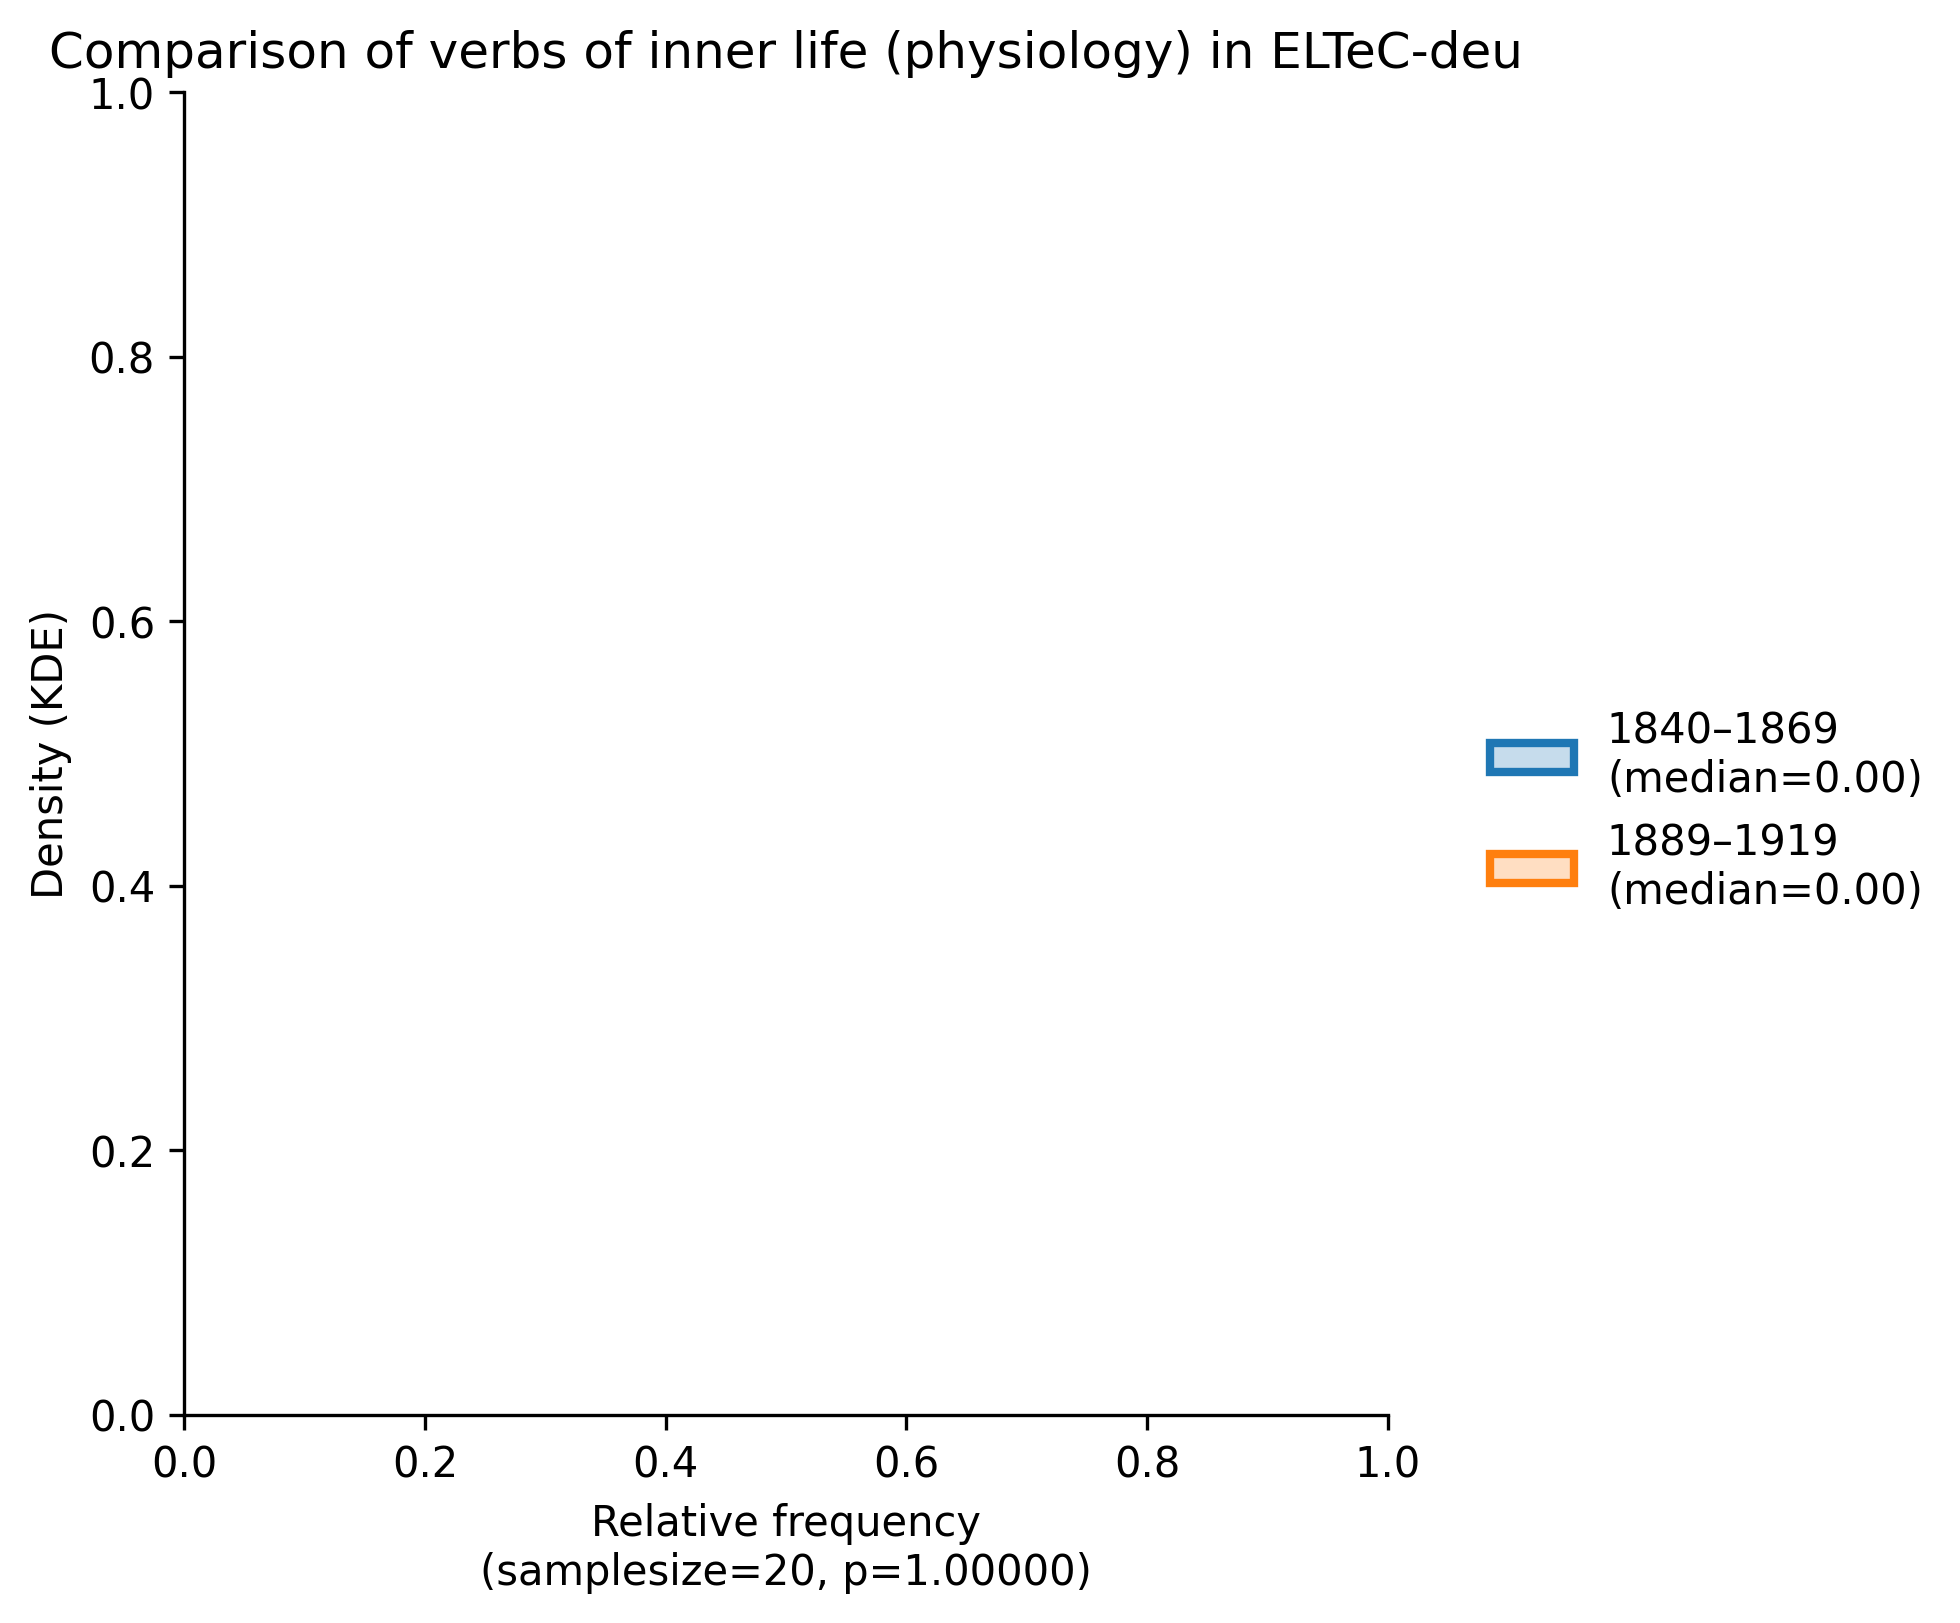 Comparison of verbs of inner life (physiology) in ELTeC-deu
1.0
0.8
0.6
0.4
0.2
0.0
Density (KDE)
0.0 0.2 0.4 0.6 0.8 1.0
Relative frequency
(samplesize=20, p=1.00000)
1840–1869
(median=0.00)
1889–1919
(median=0.00)